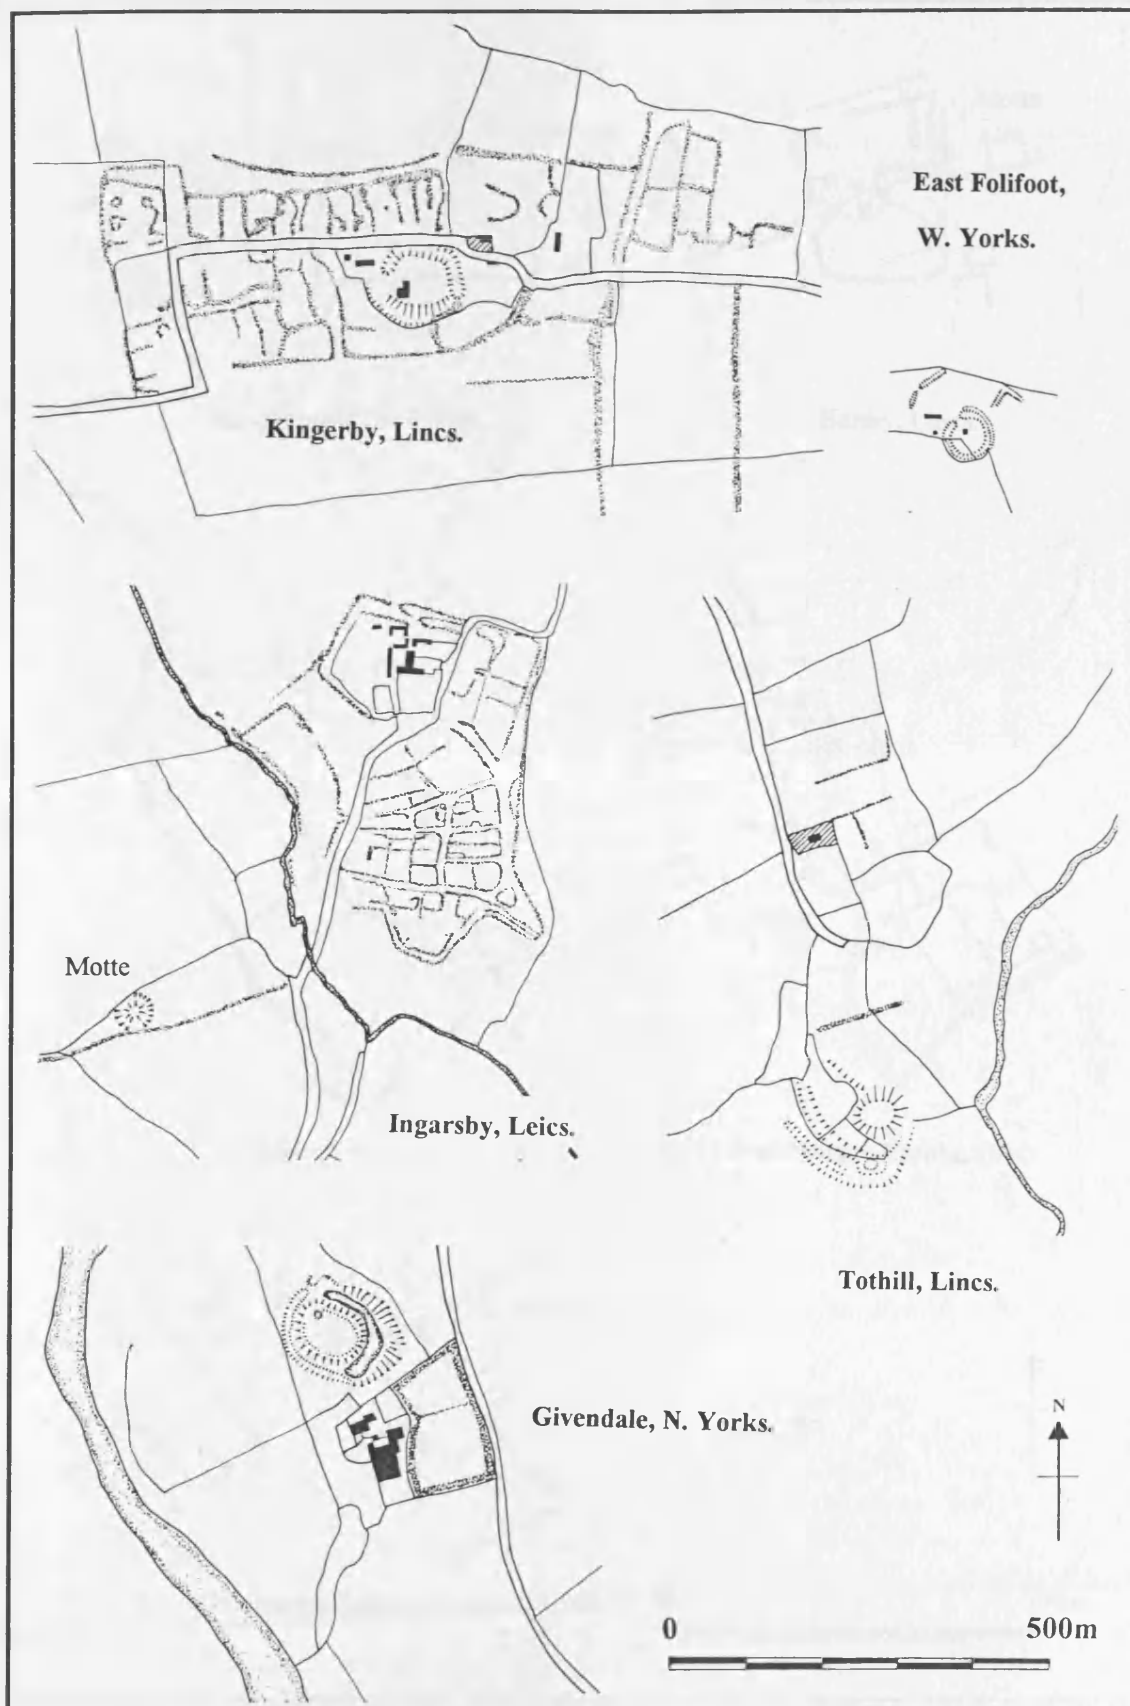 East Folifoot,
W. Yorks.
Kingerby, Lincs.
Motte
Ingarsby, Leics.
Tothill, Lincs.
Givendale, N. Yorks.
N
0 500m